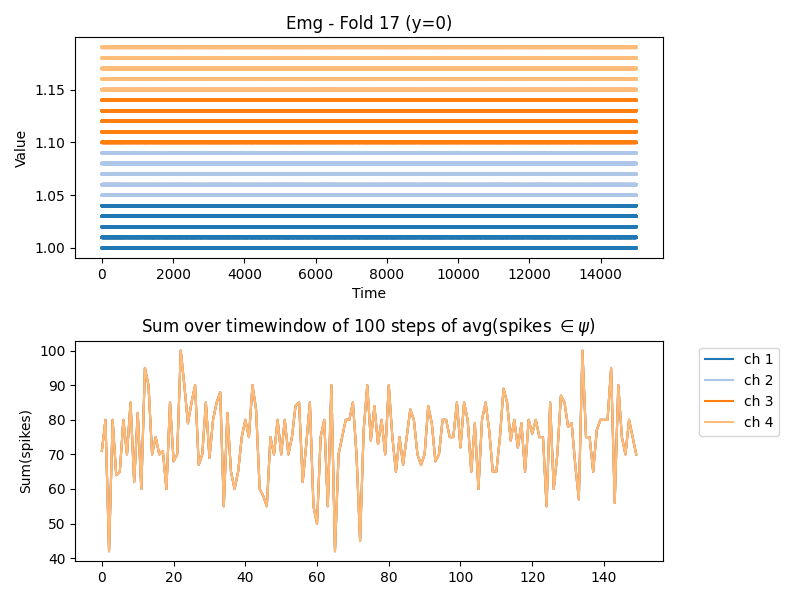 Emg - Fold 17 (y=0)
Value
1.15
1.10
1.05
1.00
0 2000 4000 6000 8000 10000 12000 14000
Time
Sum over timewindow of 100 steps of avg(spikes ∈ ψ)
Sum(spikes)
100
90
80
70
60
50
40
0 20 40 60 80 100 120 140
ch 1
ch 2
ch 3
ch 4